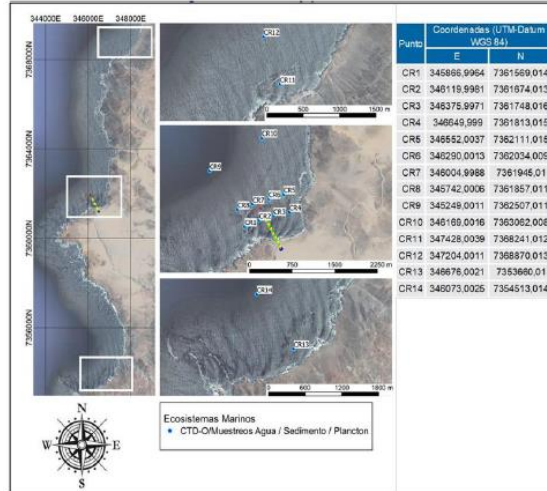 344000E 346000E 348000E
7368000N
7364000N
7360000N
7356000N
CR12
CR11
0 500 1000 1500 m
CR10
CR9
CR8 CR7 CR6 CR5
CR1 CR2 CR3 CR4
0 750 1500 2250 m
CR14
CR13
0 600 1200 1800 m
N
W E
S
Ecosistemas Marinos
CTD-O/Muestreos Agua / Sedimento / Plancton
Punto Coordenadas (UTM-Datum WGS 84)
E N
CR1 345866,9964 7361569,014
CR2 346119,9981 7361674,013
CR3 346375,9971 7361748,016
CR4 346649,999 7361813,015
CR5 346552,0037 7362111,015
CR6 346290,0013 7362034,009
CR7 346004,9988 7361945,01
CR8 345742,0006 7361857,011
CR9 345249,0011 7362507,011
CR10 346169,0016 7363062,008
CR11 347428,0039 7368241,012
CR12 347204,0011 7368870,013
CR13 346676,0021 7353660,01
CR14 346073,0025 7354513,014